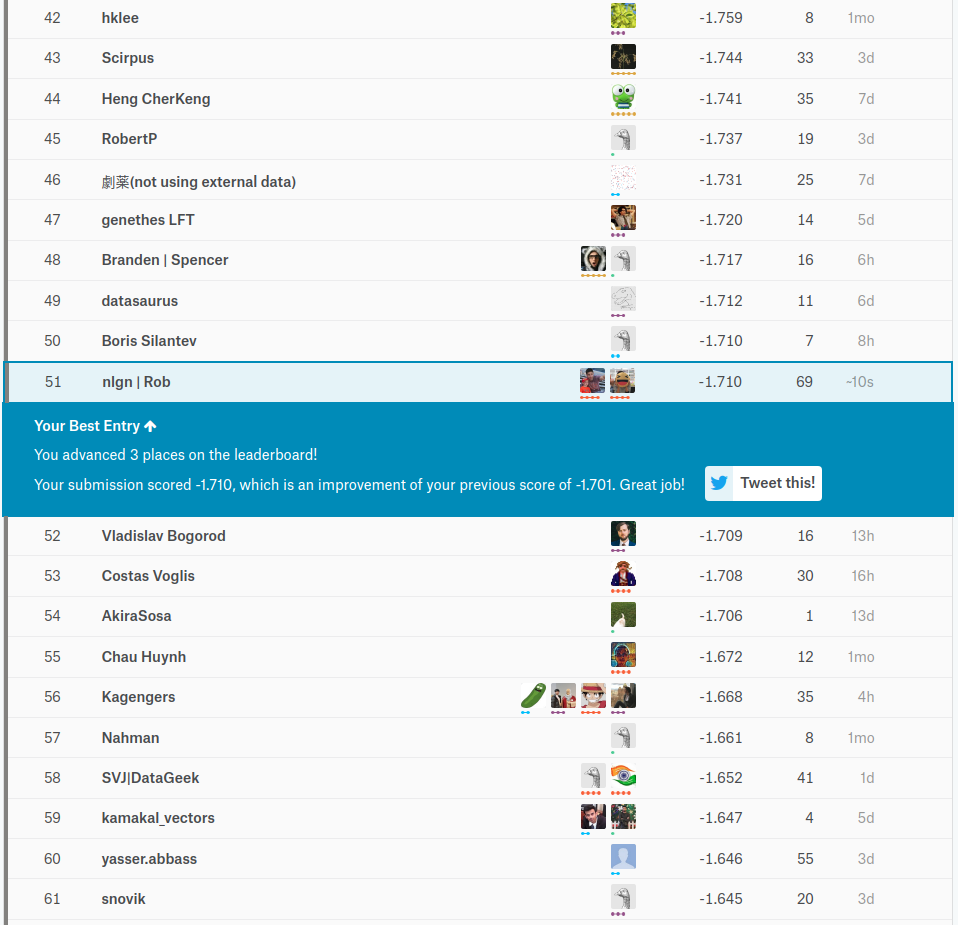 42 hklee -1.759 8 1mo
43 Scirpus -1.744 33 3d
44 Heng CherKeng -1.741 35 7d
45 RobertP -1.737 19 3d
46 劇薬(not using external data) -1.731 25 7d
47 genethes LFT -1.720 14 5d
48 Branden | Spencer -1.717 16 6h
49 datasaurus -1.712 11 6d
50 Boris Silantev -1.710 7 8h
51 nlgn | Rob -1.710 69 ~10s
Your Best Entry
You advanced 3 places on the leaderboard!
Your submission scored -1.710, which is an improvement of your previous score of -1.701. Great job! Tweet this!
52 Vladislav Bogorod -1.709 16 13h
53 Costas Voglis -1.708 30 16h
54 AkiraSosa -1.706 1 13d
55 Chau Huynh -1.672 12 1mo
56 Kagengers -1.668 35 4h
57 Nahman -1.661 8 1mo
58 SVJ|DataGeek -1.652 41 1d
59 kamakal_vectors -1.647 4 5d
60 yasser.abbass -1.646 55 3d
61 snovik -1.645 20 3d